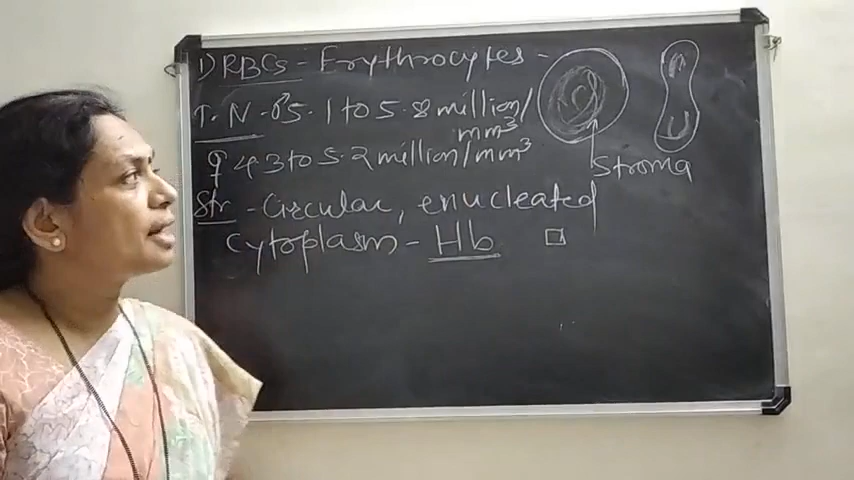 1) RBCs - Erythrocytes -
T.N - ♂ 5.1 to 5.8 million/
mm³
♀ 4.3 to 5.2 million/mm³
Stroma
Str - Circular, enucleated
Cytoplasm - Hb